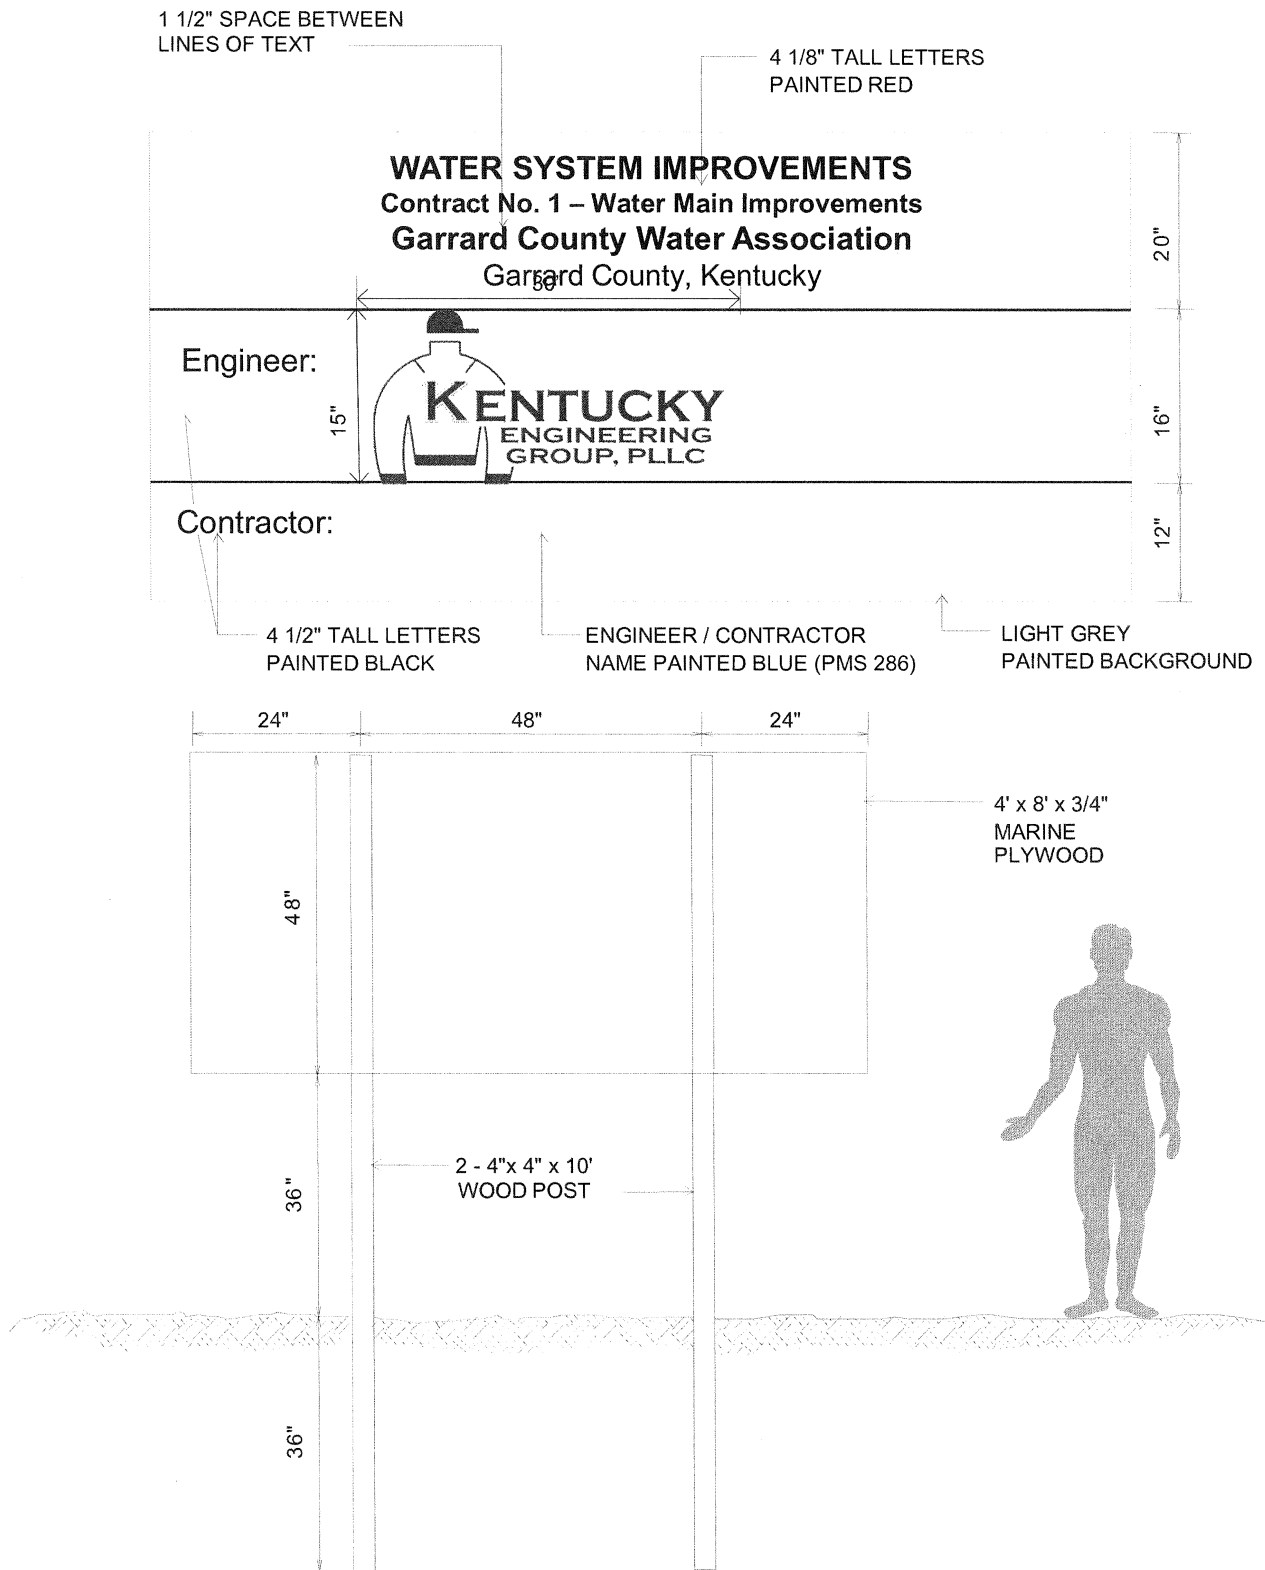 1 1/2" SPACE BETWEEN
LINES OF TEXT
4 1/8" TALL LETTERS
PAINTED RED
WATER SYSTEM IMPROVEMENTS
Contract No. 1 – Water Main Improvements
Garrard County Water Association
Garrard County, Kentucky
20"
Engineer:
15"
KENTUCKY
ENGINEERING
GROUP, PLLC
16"
Contractor:
12"
4 1/2" TALL LETTERS
PAINTED BLACK
ENGINEER / CONTRACTOR
NAME PAINTED BLUE (PMS 286)
LIGHT GREY
PAINTED BACKGROUND
24"
48"
24"
4' x 8' x 3/4"
MARINE
PLYWOOD
48"
2 - 4"x 4" x 10'
WOOD POST
36"
36"